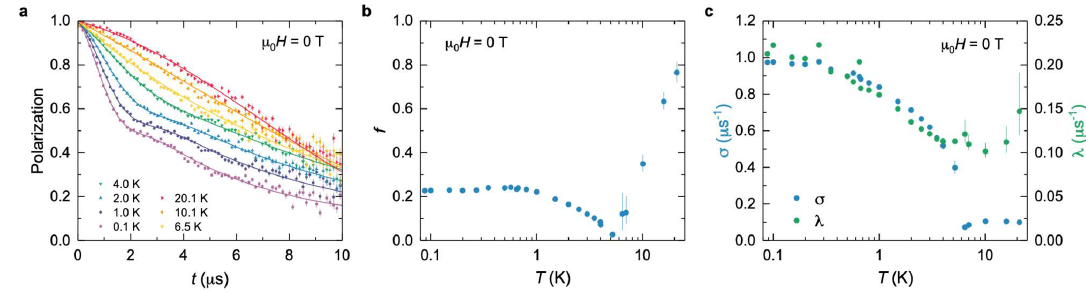 a
μ₀H = 0 T
Polarization
1.0
0.8
0.6
0.4
0.2
0.0
4.0 K
2.0 K
1.0 K
0.1 K
20.1 K
10.1 K
6.5 K
0 2 4 6 8 10
t (μs)
b
μ₀H = 0 T
f
1.0
0.8
0.6
0.4
0.2
0.0
0.1 1 10
T (K)
c
μ₀H = 0 T
σ (μs⁻¹)
1.2
1.0
0.8
0.6
0.4
0.2
0.0
σ
λ
0.25
0.20
0.15
0.10
0.05
0.00
λ (μs⁻¹)
0.1 1 10
T (K)